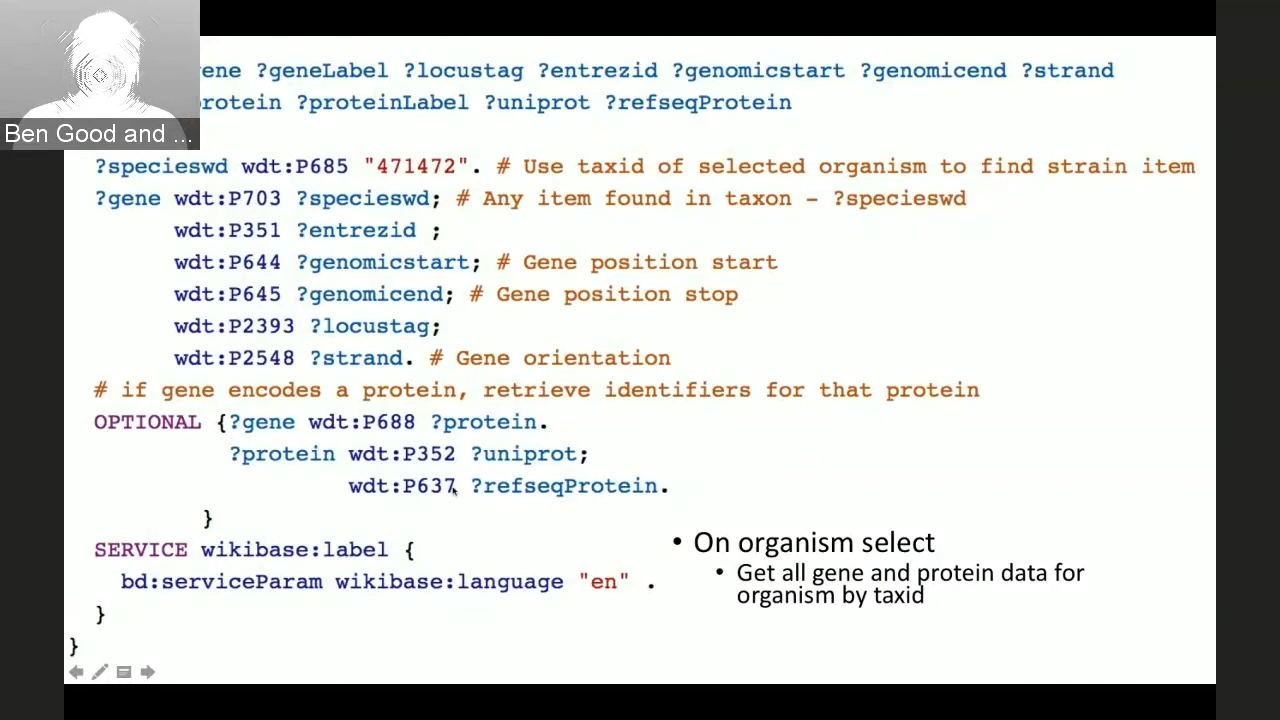 ene ?geneLabel ?locustag ?entrezid ?genomicstart ?genomicend ?strand
rotein ?proteinLabel ?uniprot ?refseqProtein
Ben Good and ...
?specieswd wdt:P685 "471472". # Use taxid of selected organism to find strain item
?gene wdt:P703 ?specieswd; # Any item found in taxon - ?specieswd
wdt:P351 ?entrezid ;
wdt:P644 ?genomicstart; # Gene position start
wdt:P645 ?genomicend; # Gene position stop
wdt:P2393 ?locustag;
wdt:P2548 ?strand. # Gene orientation
# if gene encodes a protein, retrieve identifiers for that protein
OPTIONAL {?gene wdt:P688 ?protein.
?protein wdt:P352 ?uniprot;
wdt:P637 ?refseqProtein.
}
SERVICE wikibase:label {
bd:serviceParam wikibase:language "en" .
}
}
• On organism select
• Get all gene and protein data for
organism by taxid